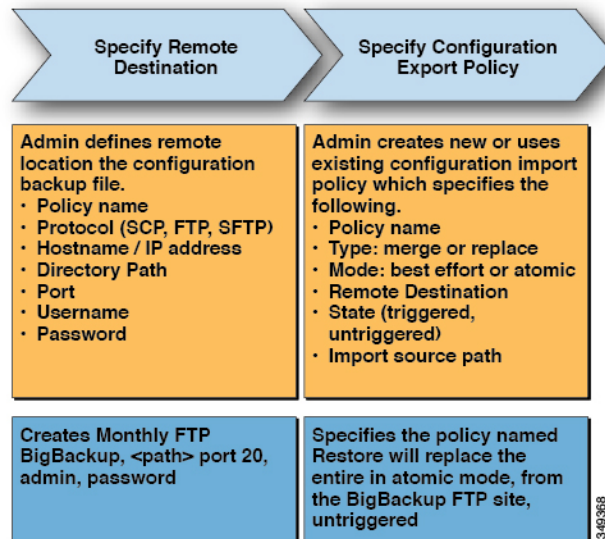 Specify Remote
Destination
Specify Configuration
Export Policy
Admin defines remote
location the configuration
backup file.
• Policy name
• Protocol (SCP, FTP, SFTP)
• Hostname / IP address
• Directory Path
• Port
• Username
• Password
Admin creates new or uses
existing configuration import
policy which specifies the
following.
• Policy name
• Type: merge or replace
• Mode: best effort or atomic
• Remote Destination
• State (triggered,
untriggered)
• Import source path
Creates Monthly FTP
BigBackup, <path> port 20,
admin, password
Specifies the policy named
Restore will replace the
entire in atomic mode, from
the BigBackup FTP site,
untriggered
349368